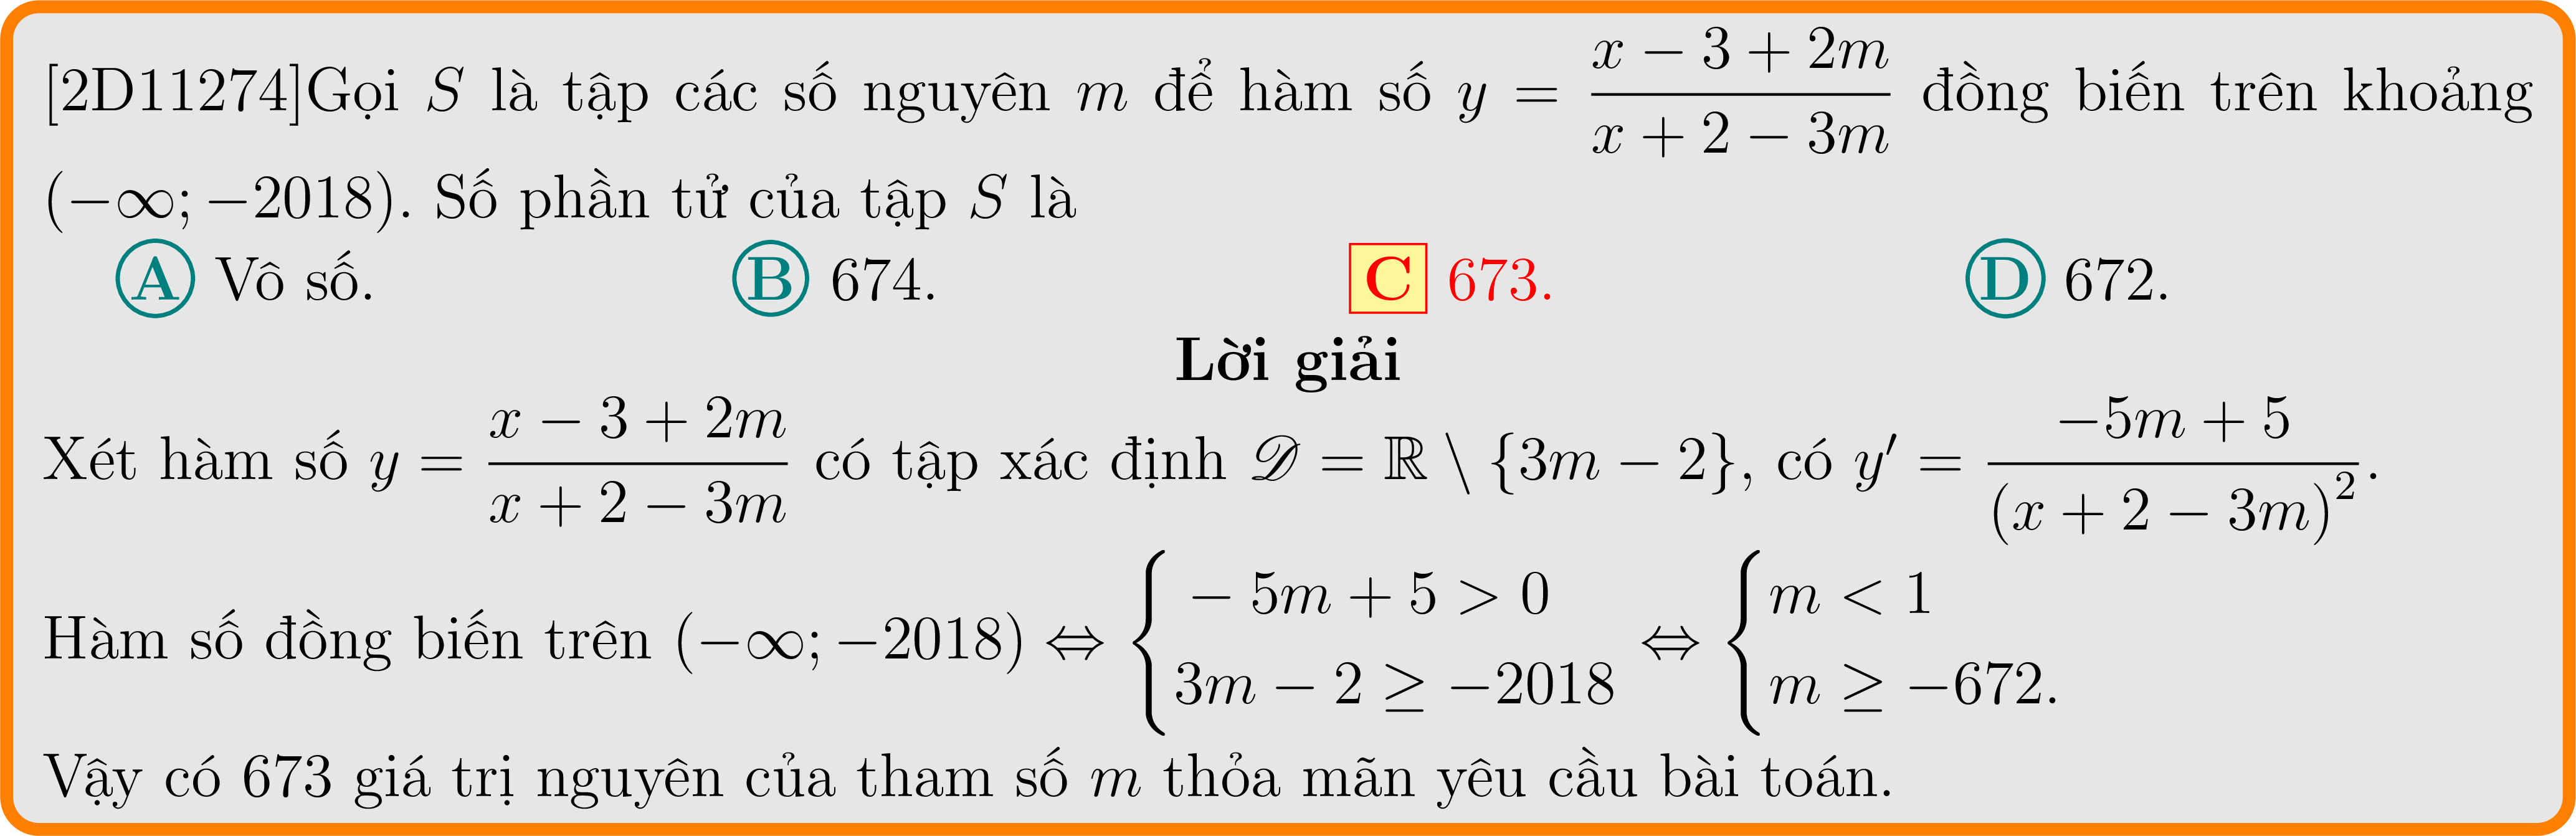 [2D11274]Gọi $S$ là tập các số nguyên $m$ để hàm số $y = \dfrac{x - 3 + 2m}{x + 2 - 3m}$ đồng biến trên khoảng
$(-\infty; -2018)$. Số phần tử của tập $S$ là
A Vô số. B 674. C 673. D 672.
Lời giải
Xét hàm số $y = \dfrac{x - 3 + 2m}{x + 2 - 3m}$ có tập xác định $\mathscr{D} = \mathbb{R} \setminus \{3m - 2\}$, có $y' = \dfrac{-5m + 5}{(x + 2 - 3m)^2}$.
Hàm số đồng biến trên $(-\infty; -2018) \Leftrightarrow \begin{cases} -5m + 5 > 0 \\ 3m - 2 \geq -2018 \end{cases} \Leftrightarrow \begin{cases} m < 1 \\ m \geq -672. \end{cases}$
Vậy có 673 giá trị nguyên của tham số $m$ thỏa mãn yêu cầu bài toán.